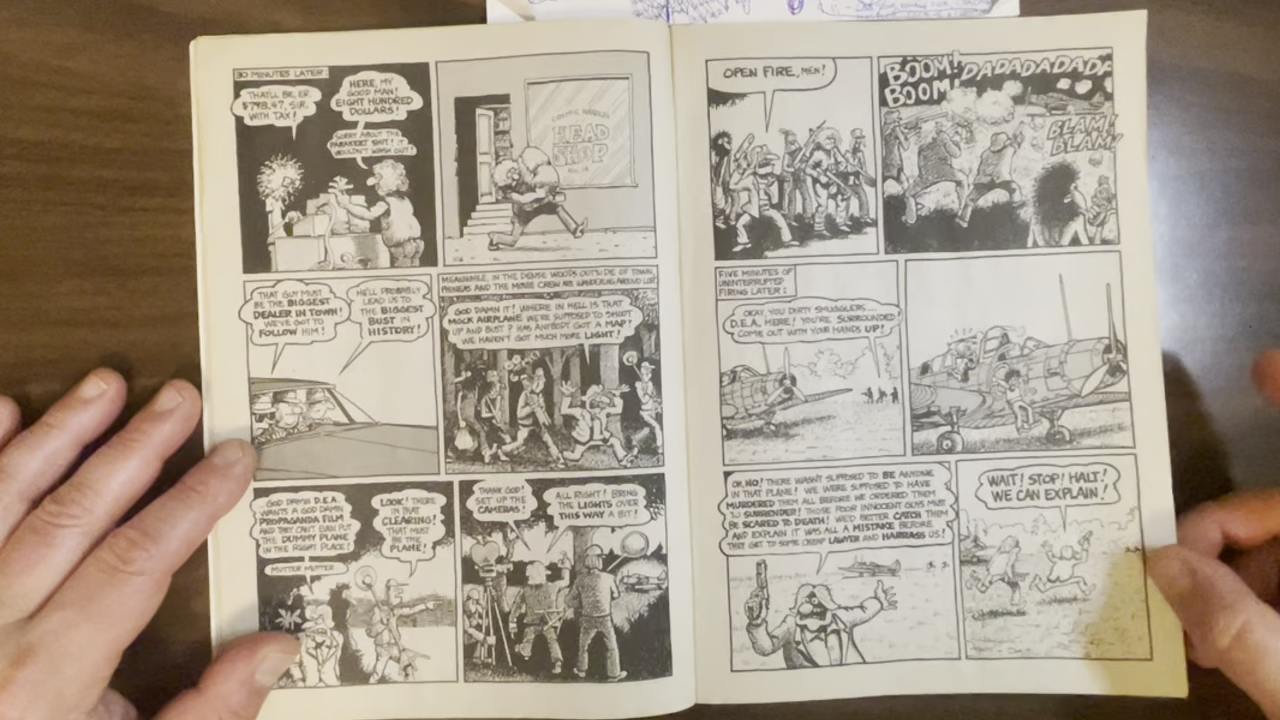 30 MINUTES LATER:
THAT'LL BE, ER,
$798.47, SIR,
WITH TAX!
HERE, MY
GOOD MAN!
EIGHT HUNDRED
DOLLARS!
SORRY ABOUT THE
PARAKEET SHIT! IT
WOULDN'T WASH OUT!
HEAD
SHOP
THAT GUY MUST
BE THE BIGGEST
DEALER IN TOWN!
WE'VE GOT TO
FOLLOW HIM!
HE'LL PROBABLY
LEAD US TO
THE BIGGEST
BUST IN
HISTORY!
MEANWHILE, IN THE DENSE WOODS OUTSIDE OF TOWN,
AND THE MOVIE CREW ARE WANDERING AROUND LOST
GOD DAMN IT! WHERE IN HELL IS THAT
MOCK AIRPLANE WE'RE SUPPOSED TO SHOOT
UP AND BUST? HAS ANYBODY GOT A MAP?
WE HAVEN'T GOT MUCH MORE LIGHT!
GOD DAMN D.E.A.
WANTS A GOD DAMN
PROPAGANDA FILM
AND THEY CAN'T EVEN PUT
THE DUMMY PLANE
IN THE RIGHT PLACE!
MUTTER MUTTER
LOOK! THERE
IN THAT
CLEARING!
THAT MUST
BE THE
PLANE!
THANK GOD!
SET UP THE
CAMERAS!
ALL RIGHT! BRING
THE LIGHTS OVER
THIS WAY A BIT!
OPEN FIRE, MEN!
BOOM!
BOOM!
DADADADADADA
BLAM!
BLAM!
FIVE MINUTES OF
UNINTERRUPTED
FIRING LATER:
OKAY, YOU DIRTY SMUGGLERS...
D.E.A. HERE! YOU'RE SURROUNDED!
COME OUT WITH YOUR HANDS UP!
OH, NO! THERE WASN'T SUPPOSED TO BE ANYONE
IN THAT PLANE! WE WERE SUPPOSED TO HAVE
MURDERED THEM ALL BEFORE WE ORDERED THEM
TO SURRENDER! THOSE POOR INNOCENT GUYS MUST
BE SCARED TO DEATH! WE'D BETTER CATCH THEM
AND EXPLAIN IT WAS ALL A MISTAKE BEFORE
THEY GET TO SOME CREEP LAWYER AND HARRASS US!
WAIT! STOP! HALT!
WE CAN EXPLAIN!